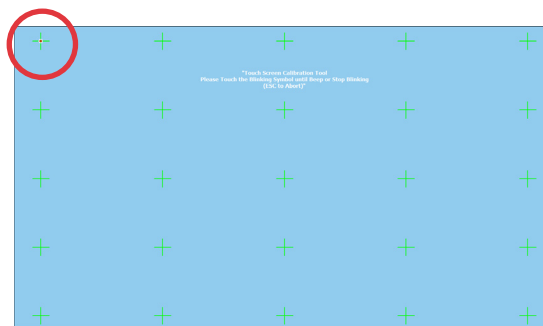 "Touch Screen Calibration Tool
Please Touch the Blinking Symbol until Beep or Stop Blinking
(ESC to Abort)"